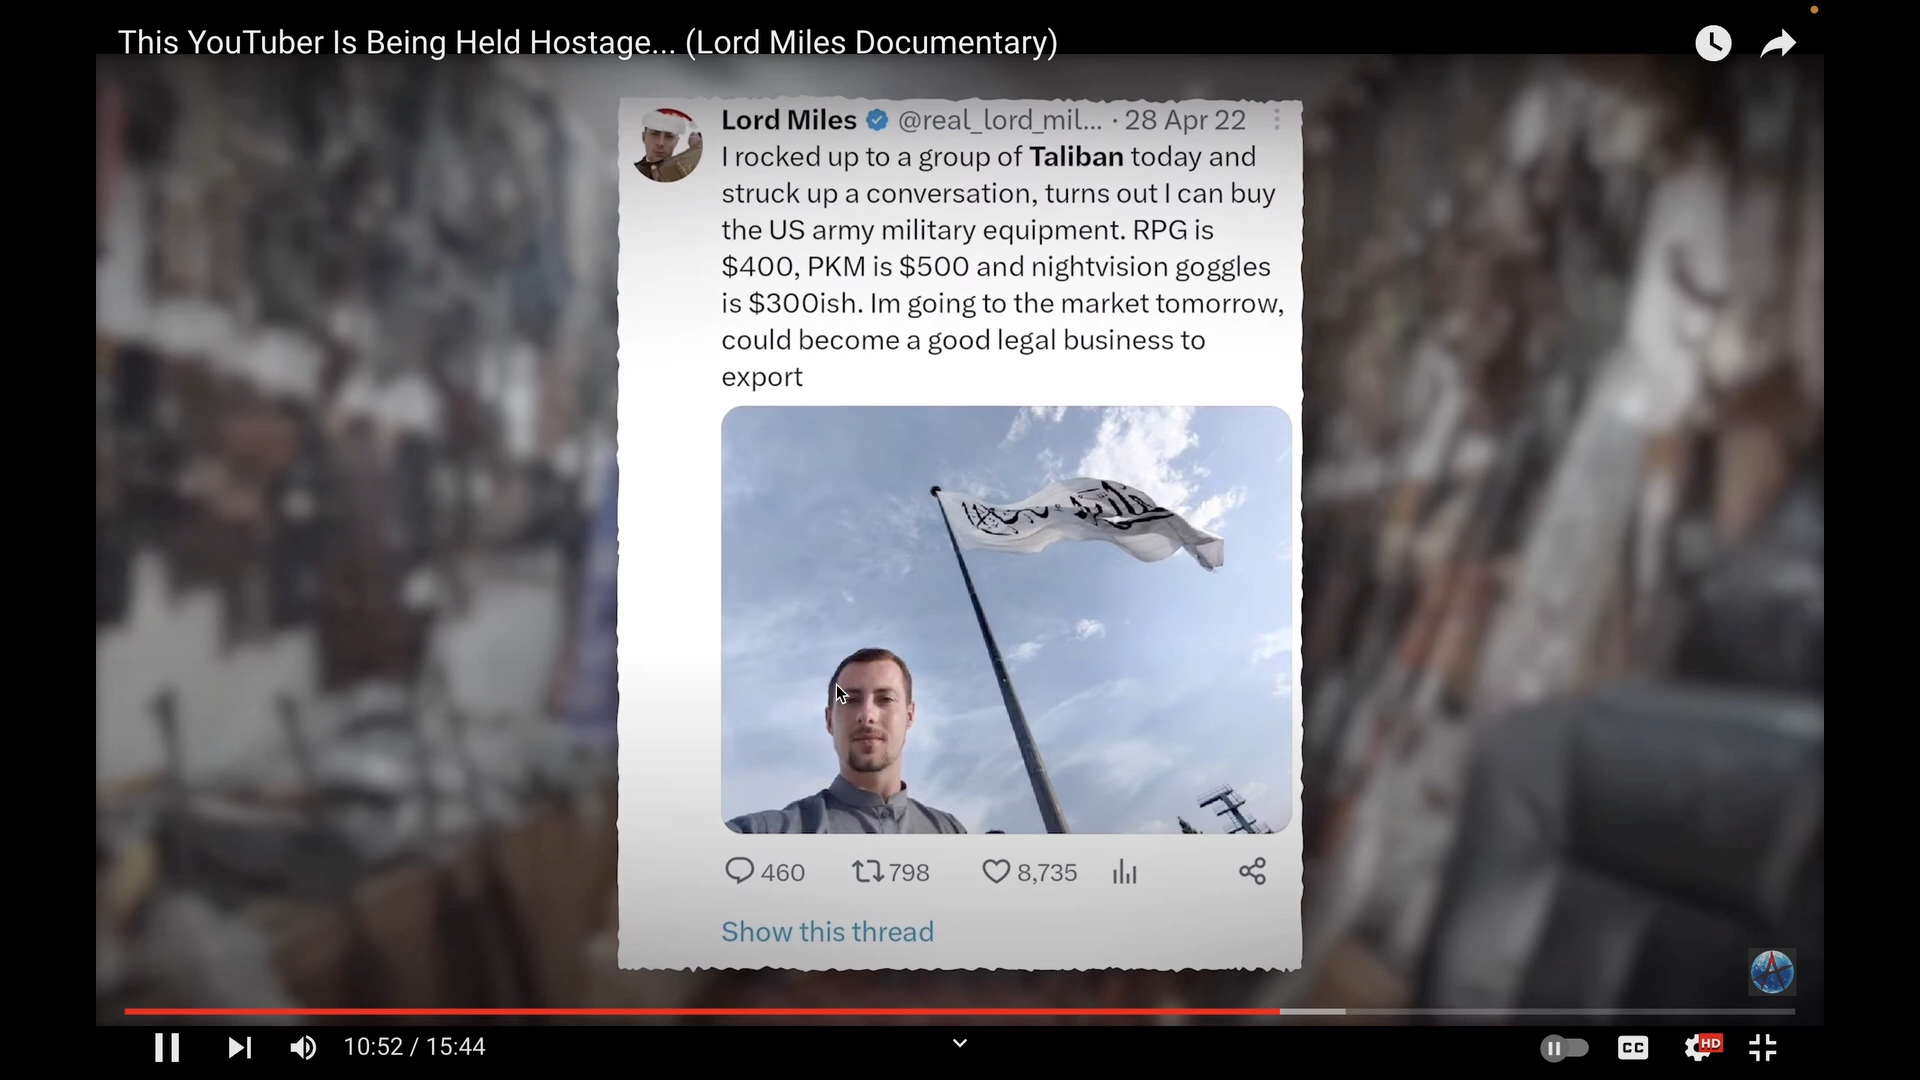 This YouTuber Is Being Held Hostage... (Lord Miles Documentary)
Lord Miles @real_lord_mil... · 28 Apr 22
I rocked up to a group of Taliban today and
struck up a conversation, turns out I can buy
the US army military equipment. RPG is
$400, PKM is $500 and nightvision goggles
is $300ish. Im going to the market tomorrow,
could become a good legal business to
export
460 798 8,735
Show this thread
10:52 / 15:44
CC
HD